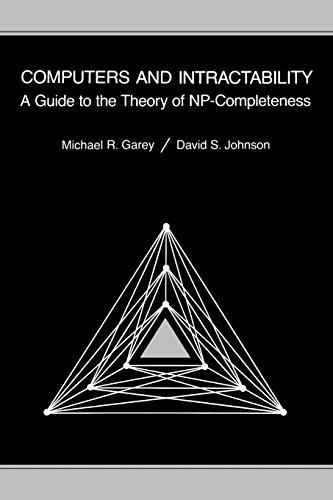 COMPUTERS AND INTRACTABILITY
A Guide to the Theory of NP-Completeness
Michael R. Garey / David S. Johnson